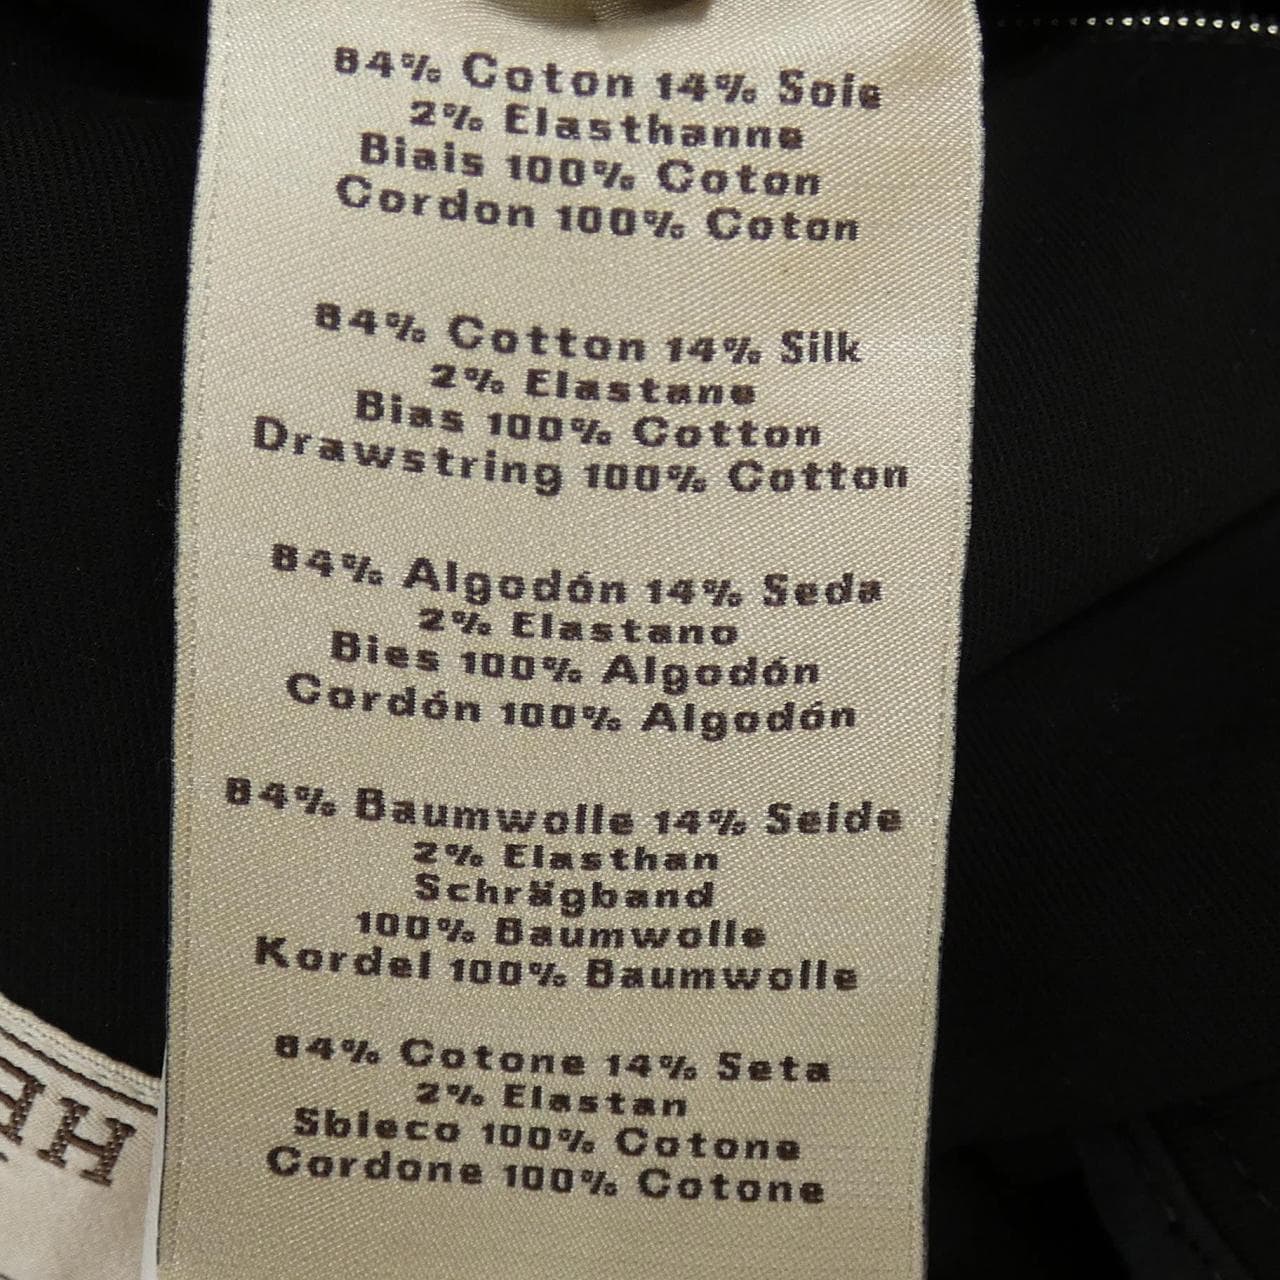 84% Coton 14% Soie
2% Elasthanne
Biais 100% Coton
Cordon 100% Coton
84% Cotton 14% Silk
2% Elastane
Bias 100% Cotton
Drawstring 100% Cotton
84% Algodón 14% Seda
2% Elastano
Bies 100% Algodón
Cordón 100% Algodón
84% Baumwolle 14% Seide
2% Elasthan
Schrägband
100% Baumwolle
Kordel 100% Baumwolle
84% Cotone 14% Seta
2% Elastan
Sbieco 100% Cotone
Cordone 100% Cotone